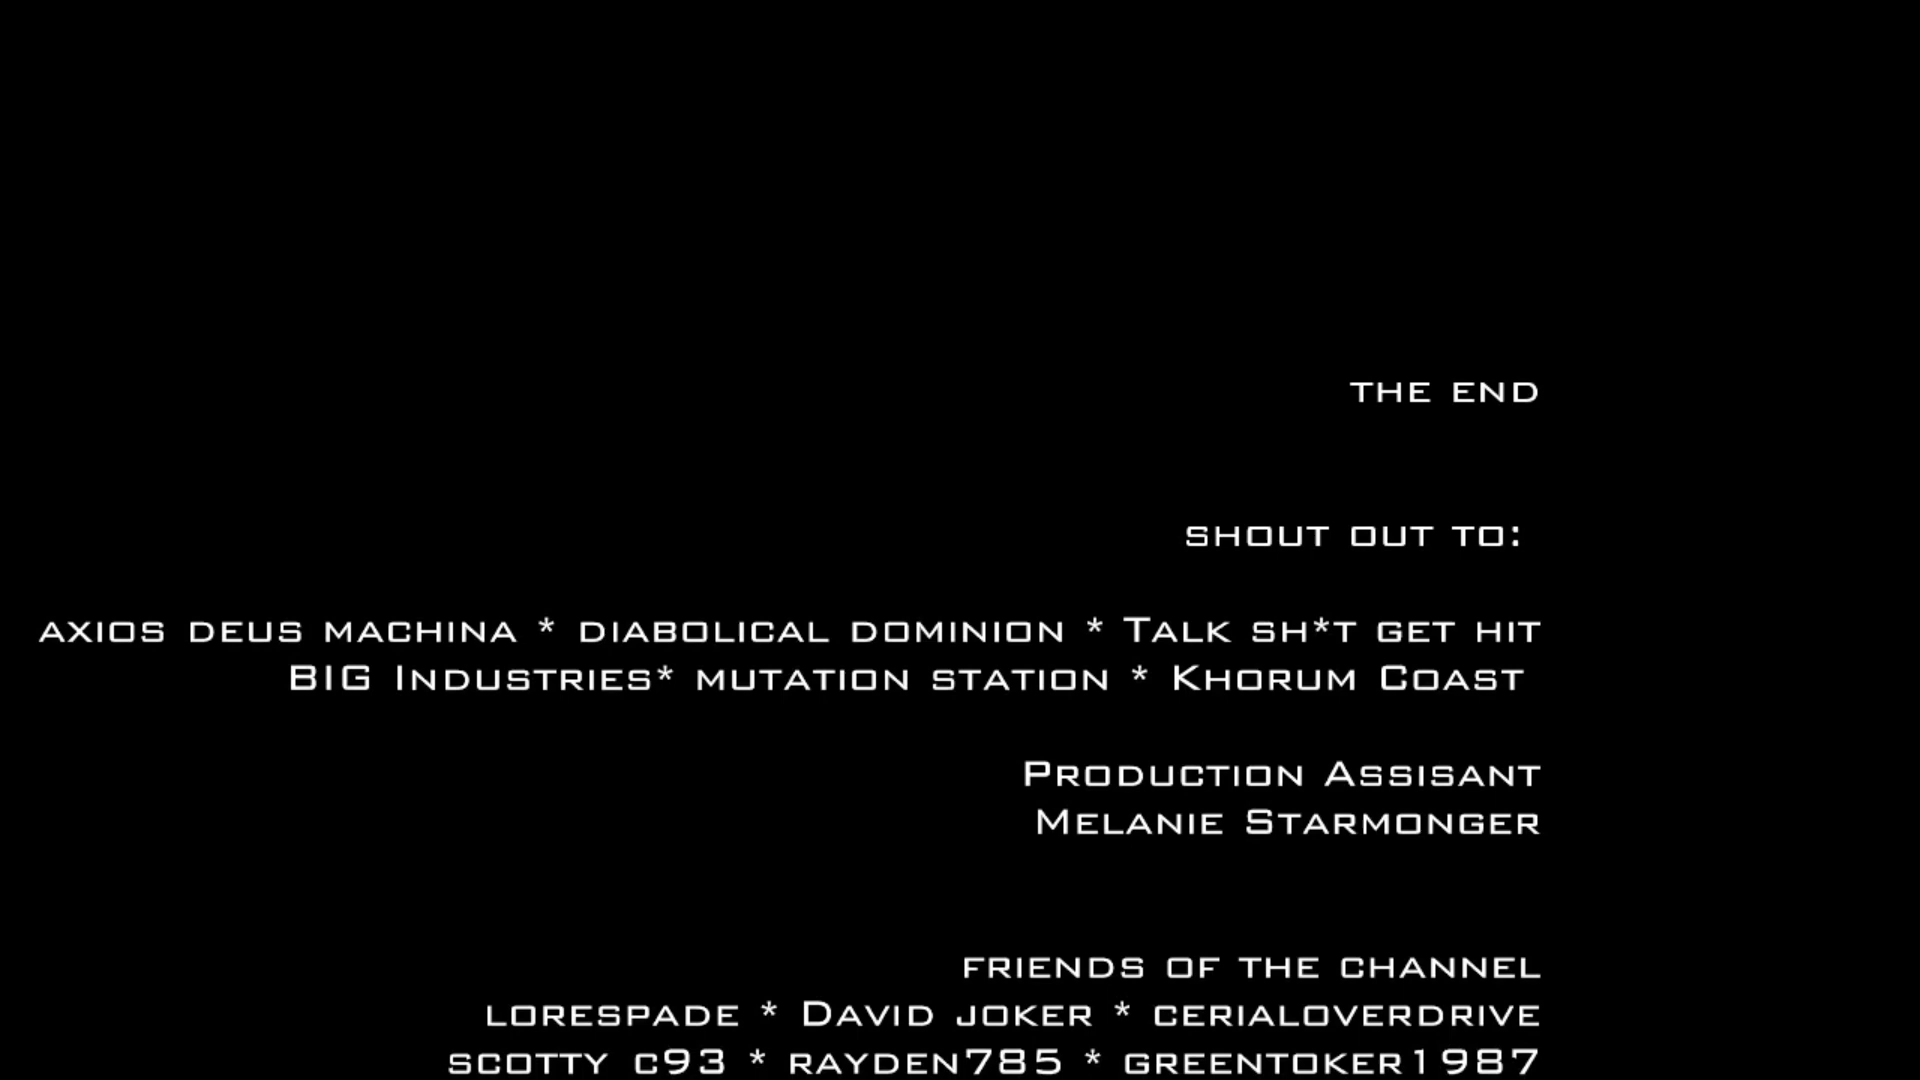 THE END
SHOUT OUT TO:
AXIOS DEUS MACHINA * DIABOLICAL DOMINION * TALK SH*T GET HIT
BIG INDUSTRIES* MUTATION STATION * KHORUM COAST
PRODUCTION ASSISANT
MELANIE STARMONGER
FRIENDS OF THE CHANNEL
LORESPADE * DAVID JOKER * CERIALOVERDRIVE
SCOTTY C93 * RAYDEN785 * GREENTOKER1987